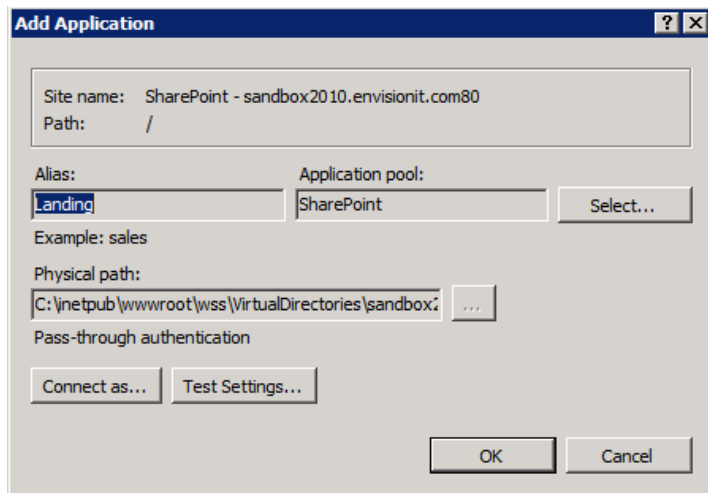 Add Application
Site name: SharePoint - sandbox2010.envisionit.com80
Path: /
Alias: Application pool:
Landing SharePoint Select...
Example: sales
Physical path:
C:\inetpub\wwwroot\wss\VirtualDirectories\sandbox2 ...
Pass-through authentication
Connect as... Test Settings...
OK Cancel